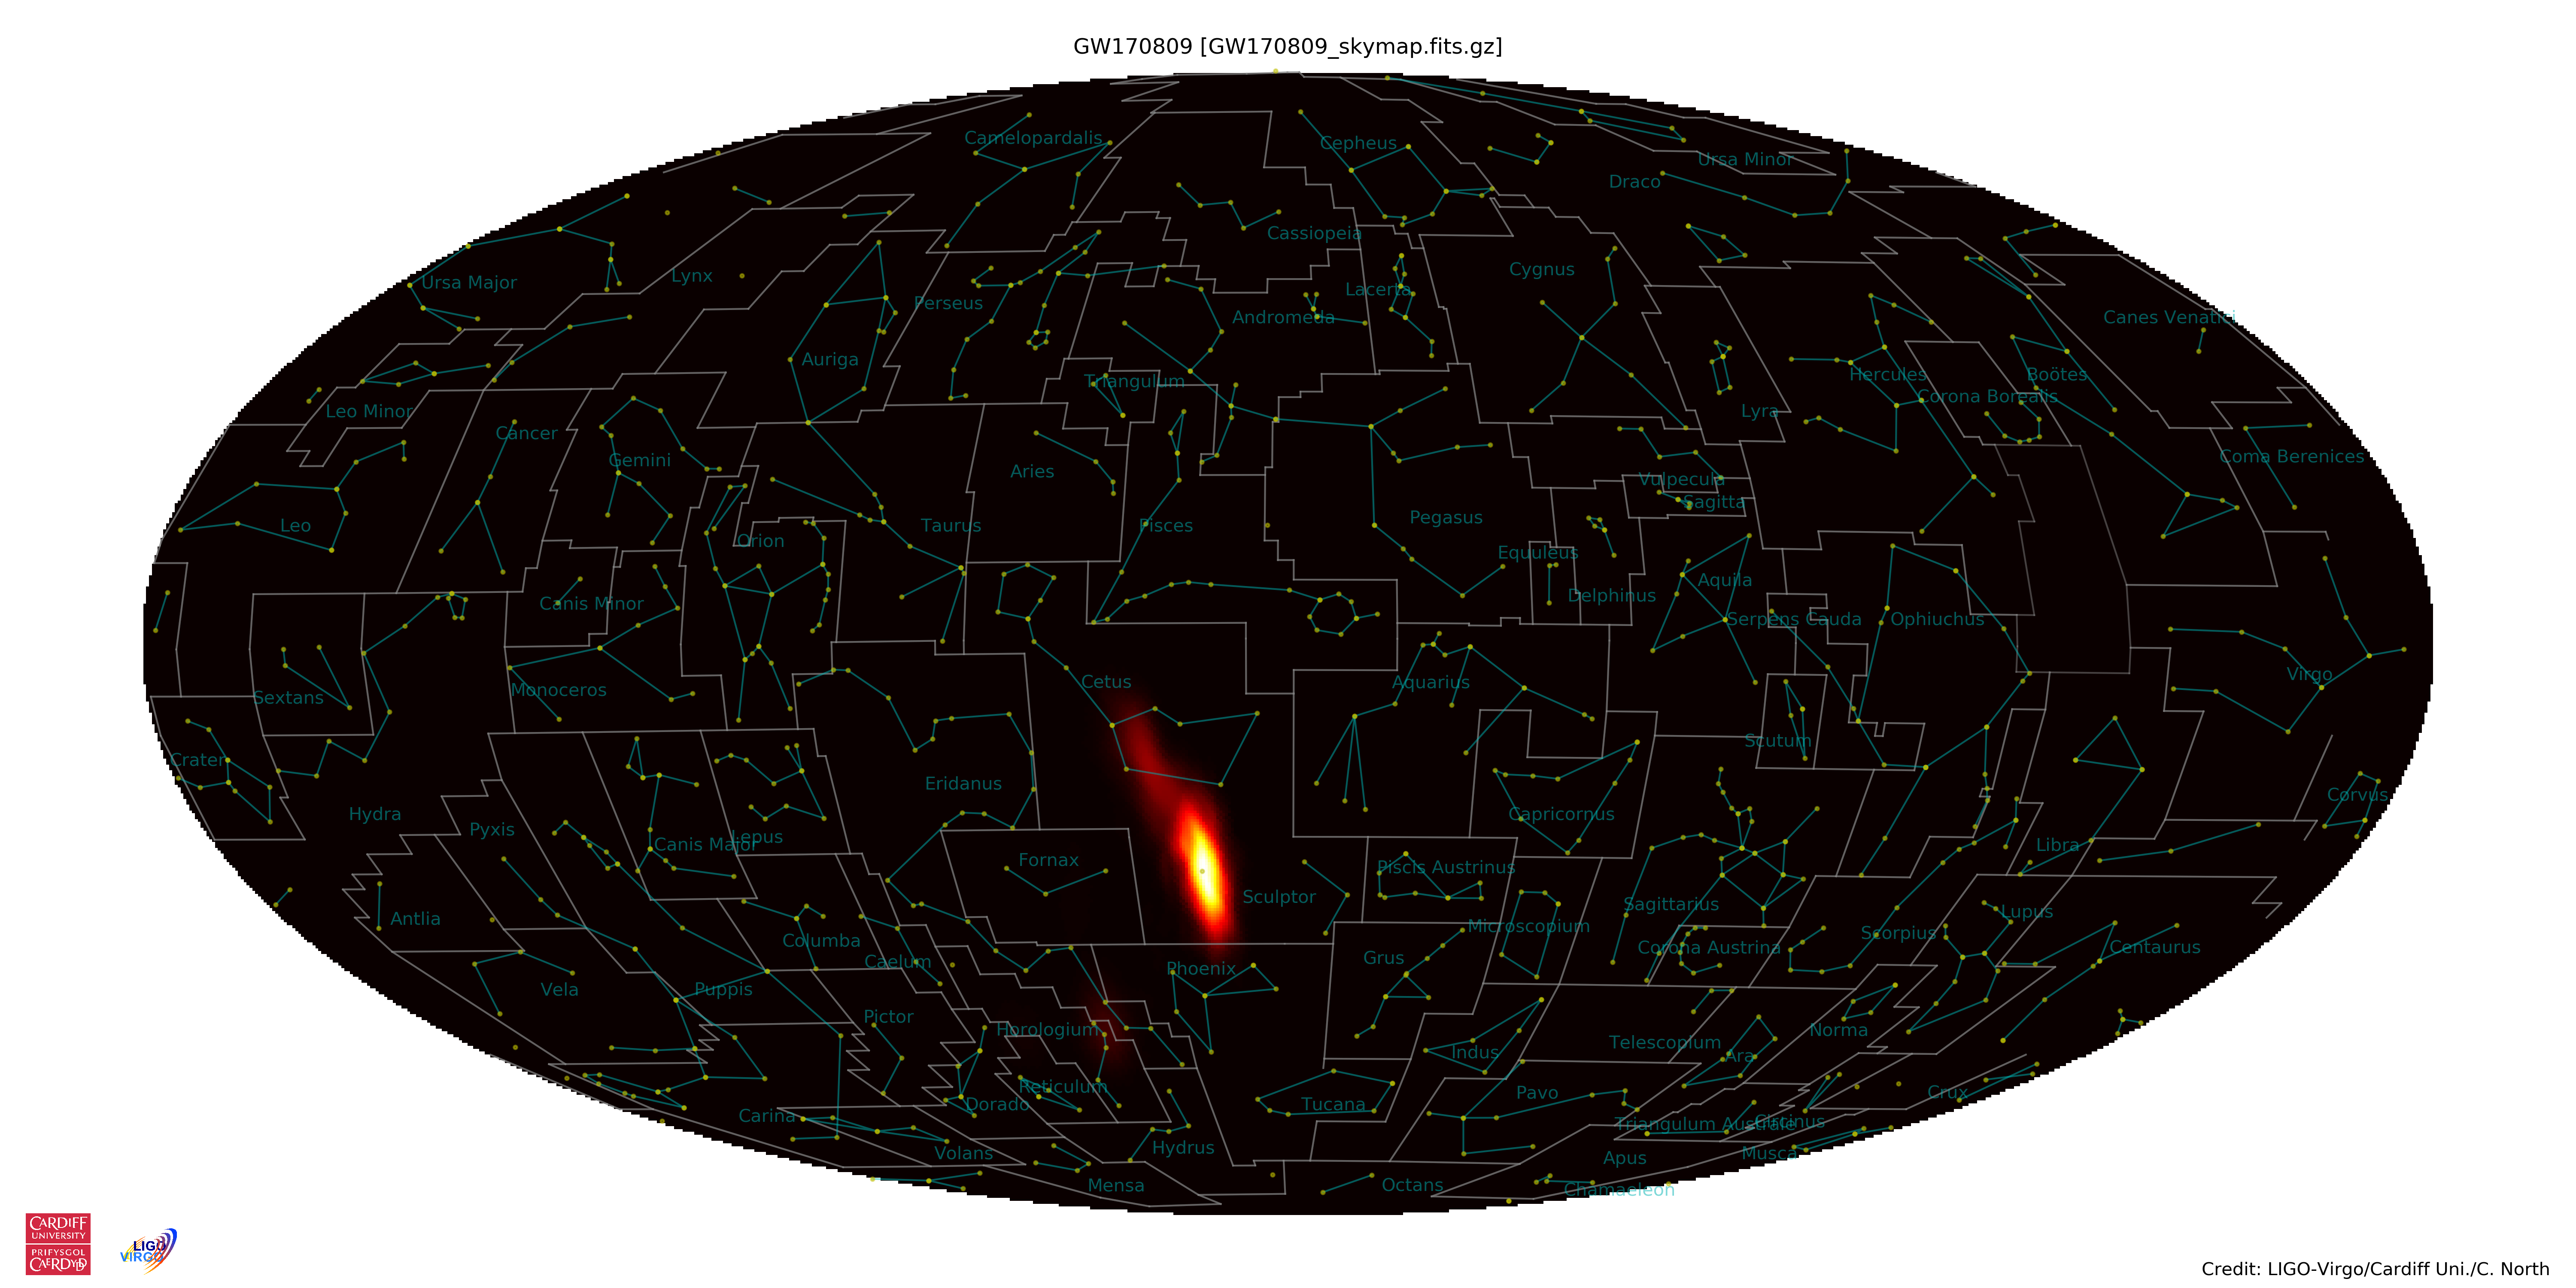 GW170809 [GW170809_skymap.fits.gz]
Camelopardalis
Cepheus
Ursa Minor
Draco
Cassiopeia
Ursa Major
Lynx
Perseus
Andromeda
Lacerta
Cygnus
Canes Venatici
Auriga
Triangulum
Hercules
Boötes
Corona Borealis
Leo Minor
Lyra
Cancer
Gemini
Aries
Coma Berenices
Vulpecula
Sagitta
Leo
Orion
Taurus
Pisces
Pegasus
Equuleus
Delphinus
Aquila
Canis Minor
Serpens Cauda
Ophiuchus
Sextans
Monoceros
Cetus
Aquarius
Virgo
Crater
Scutum
Eridanus
Corvus
Hydra
Pyxis
Capricornus
Canis Major
Lepus
Libra
Fornax
Piscis Austrinus
Sculptor
Sagittarius
Lupus
Antlia
Columba
Microscopium
Scorpius
Corona Austrina
Centaurus
Caelum
Phoenix
Grus
Vela
Puppis
Pictor
Horologium
Indus
Telescopium
Ara
Norma
Reticulum
Dorado
Tucana
Pavo
Crux
Carina
Triangulum Australe
Circinus
Volans
Hydrus
Apus
Musca
Mensa
Octans
Chamaeleon
CARDIFF
UNIVERSITY
PRIFYSGOL
CAERDYDD
LIGO
VIRGO
Credit: LIGO-Virgo/Cardiff Uni./C. North